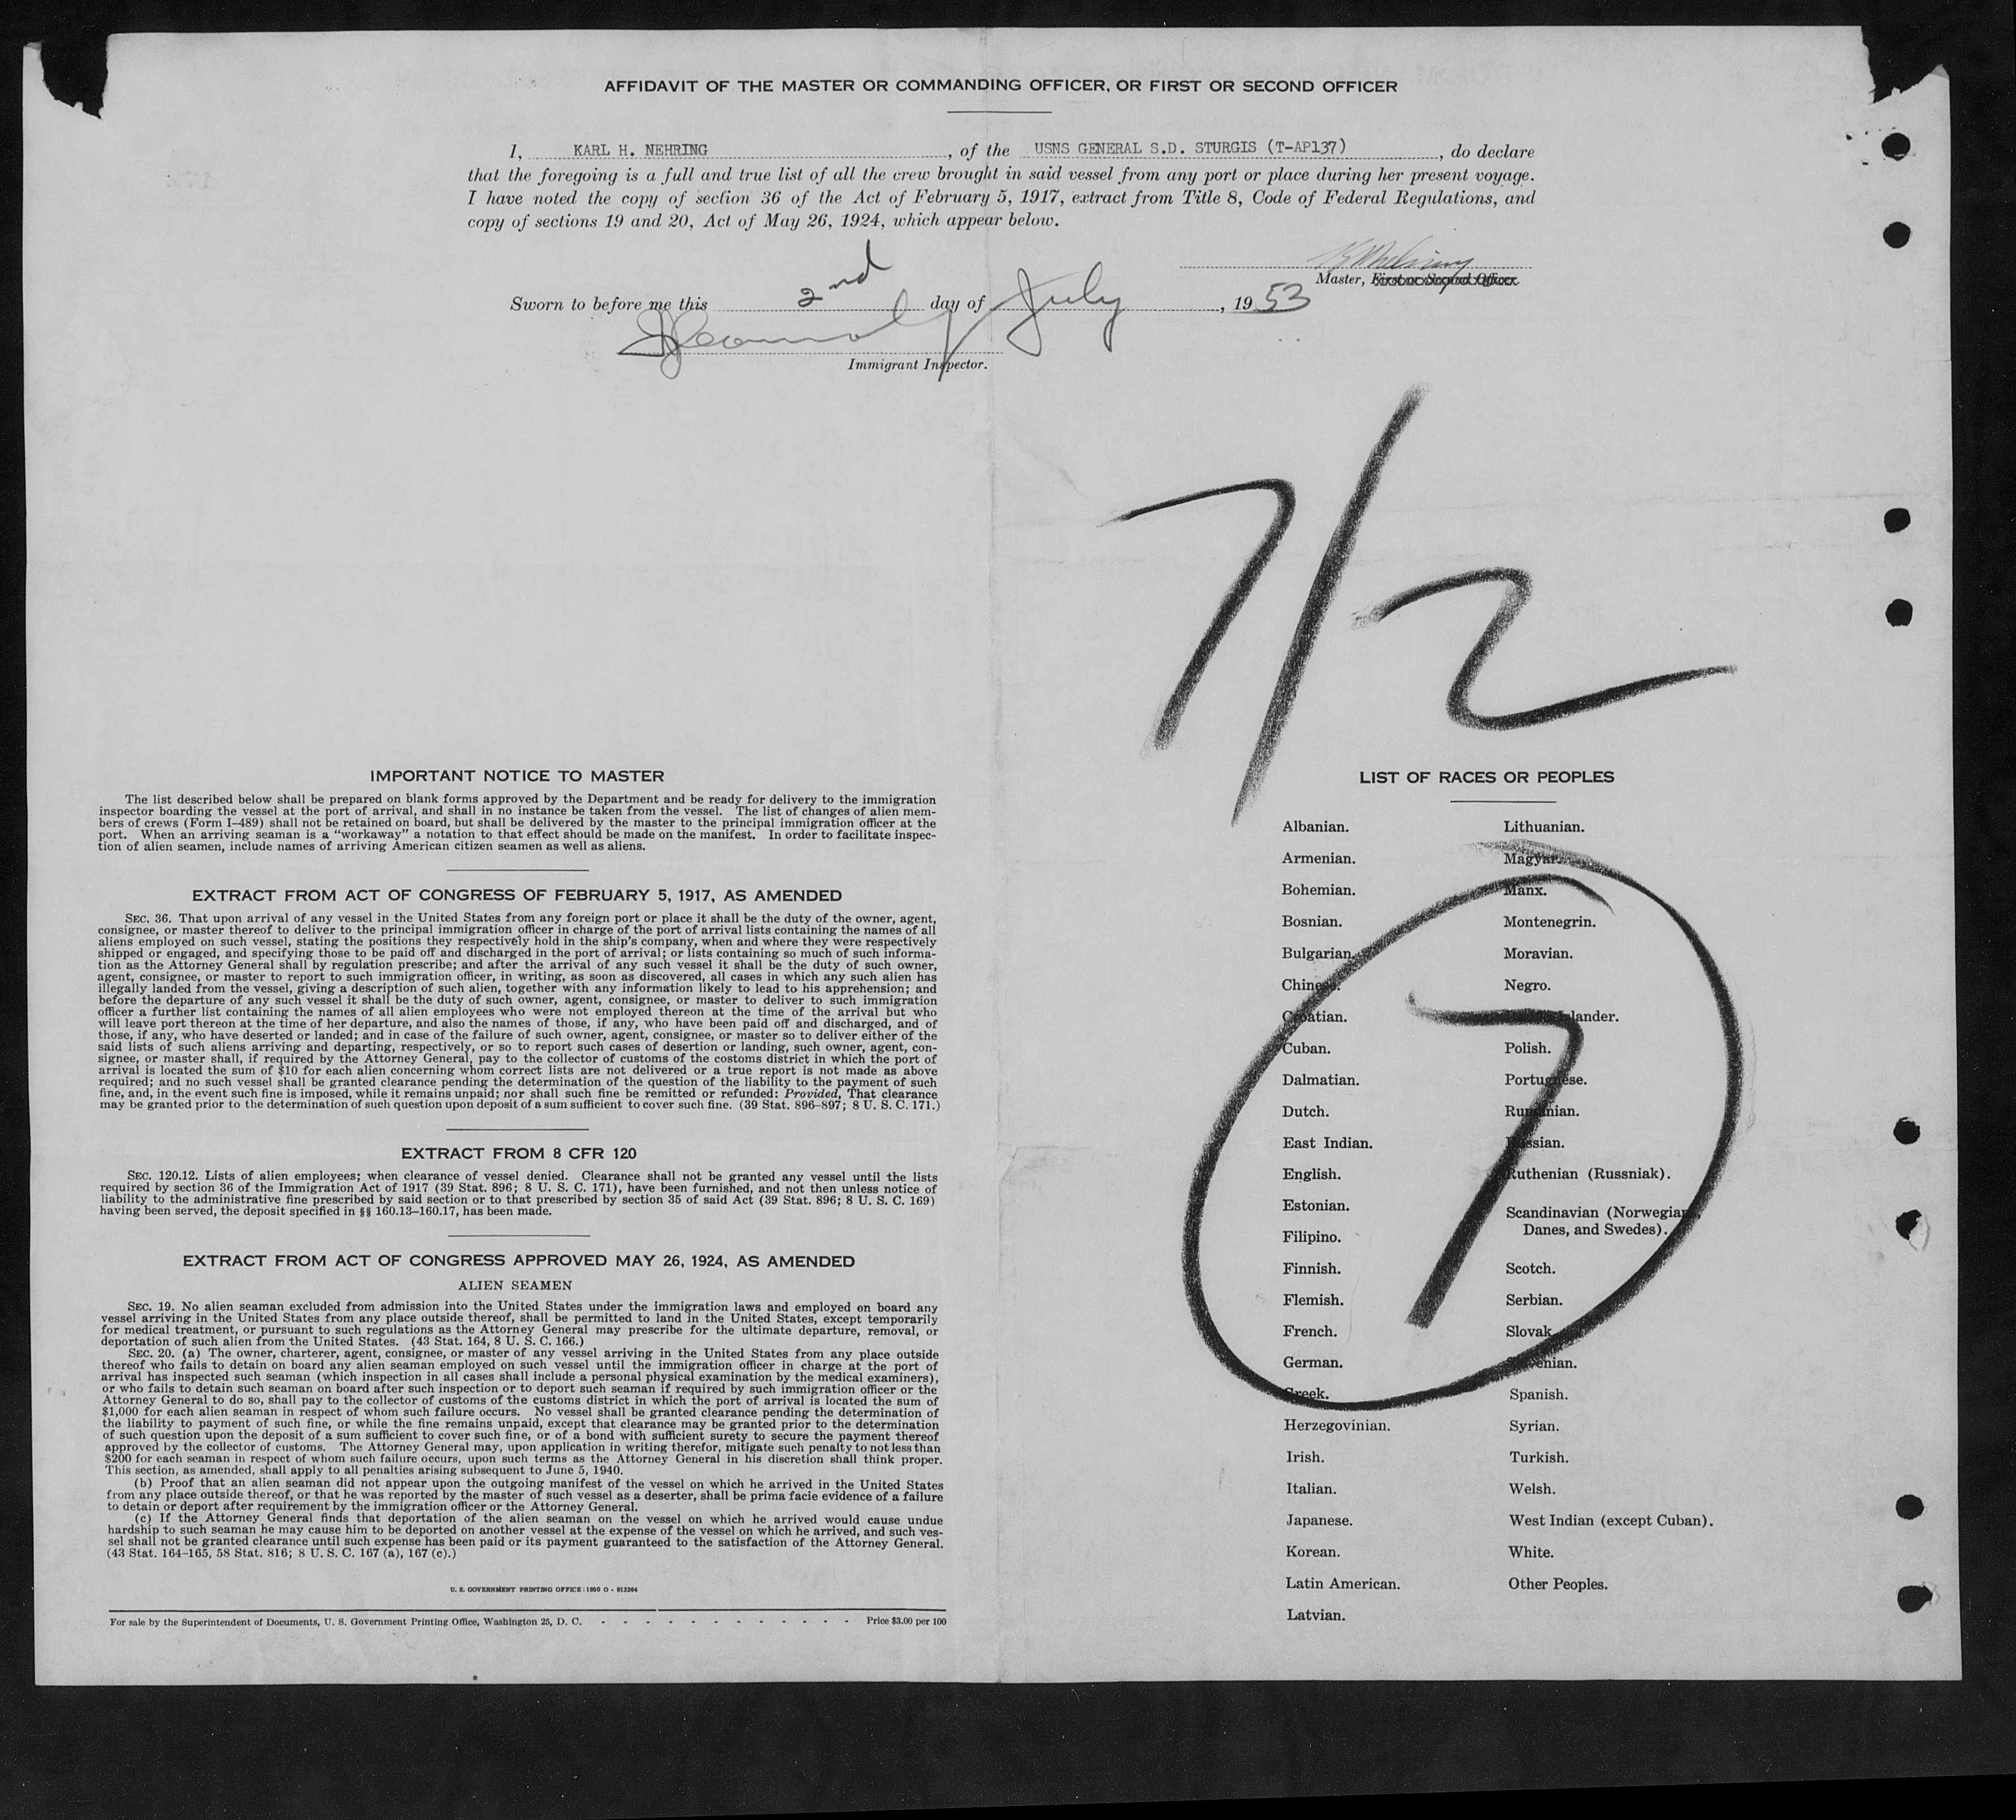 AFFIDAVIT OF THE MASTER OR COMMANDING OFFICER, OR FIRST OR SECOND OFFICER
I, KARL H. NEHRING, of the USNS GENERAL S.D. STURGIS (T-AP137), do declare
that the foregoing is a full and true list of all the crew brought in said vessel from any port or place during her present voyage.
I have noted the copy of section 36 of the Act of February 5, 1917, extract from Title 8, Code of Federal Regulations, and
copy of sections 19 and 20, Act of May 26, 1924, which appear below.
Master, First or Second Officer.
Sworn to before me this 2nd day of July, 1953
Immigrant Inspector.
7/2
IMPORTANT NOTICE TO MASTER
The list described below shall be prepared on blank forms approved by the Department and be ready for delivery to the immigration
inspector boarding the vessel at the port of arrival, and shall in no instance be taken from the vessel. The list of changes of alien mem-
bers of crews (Form I–489) shall not be retained on board, but shall be delivered by the master to the principal immigration officer at the
port. When an arriving seaman is a “workaway” a notation to that effect should be made on the manifest. In order to facilitate inspec-
tion of alien seamen, include names of arriving American citizen seamen as well as aliens.
EXTRACT FROM ACT OF CONGRESS OF FEBRUARY 5, 1917, AS AMENDED
SEC. 36. That upon arrival of any vessel in the United States from any foreign port or place it shall be the duty of the owner, agent,
consignee, or master thereof to deliver to the principal immigration officer in charge of the port of arrival lists containing the names of all
aliens employed on such vessel, stating the positions they respectively hold in the ship's company, when and where they were respectively
shipped or engaged, and specifying those to be paid off and discharged in the port of arrival; or lists containing so much of such informa-
tion as the Attorney General shall by regulation prescribe; and after the arrival of any such vessel it shall be the duty of such owner,
agent, consignee, or master to report to such immigration officer, in writing, as soon as discovered, all cases in which any such alien has
illegally landed from the vessel, giving a description of such alien, together with any information likely to lead to his apprehension; and
before the departure of any such vessel it shall be the duty of such owner, agent, consignee, or master to deliver to such immigration
officer a further list containing the names of all alien employees who were not employed thereon at the time of the arrival but who
will leave port thereon at the time of her departure, and also the names of those, if any, who have been paid off and discharged, and of
those, if any, who have deserted or landed; and in case of the failure of such owner, agent, consignee, or master so to deliver either of the
said lists of such aliens arriving and departing, respectively, or so to report such cases of desertion or landing, such owner, agent, con-
signee, or master shall, if required by the Attorney General, pay to the collector of customs of the costoms district in which the port of
arrival is located the sum of $10 for each alien concerning whom correct lists are not delivered or a true report is not made as above
required; and no such vessel shall be granted clearance pending the determination of the question of the liability to the payment of such
fine, and, in the event such fine is imposed, while it remains unpaid; nor shall such fine be remitted or refunded: Provided, That clearance
may be granted prior to the determination of such question upon deposit of a sum sufficient to cover such fine. (39 Stat. 896–897; 8 U. S. C. 171.)
EXTRACT FROM 8 CFR 120
SEC. 120.12. Lists of alien employees; when clearance of vessel denied. Clearance shall not be granted any vessel until the lists
required by section 36 of the Immigration Act of 1917 (39 Stat. 896; 8 U. S. C. 171), have been furnished, and not then unless notice of
liability to the administrative fine prescribed by said section or to that prescribed by section 35 of said Act (39 Stat. 896; 8 U. S. C. 169)
having been served, the deposit specified in §§ 160.13–160.17, has been made.
EXTRACT FROM ACT OF CONGRESS APPROVED MAY 26, 1924, AS AMENDED
ALIEN SEAMEN
SEC. 19. No alien seaman excluded from admission into the United States under the immigration laws and employed on board any
vessel arriving in the United States from any place outside thereof, shall be permitted to land in the United States, except temporarily
for medical treatment, or pursuant to such regulations as the Attorney General may prescribe for the ultimate departure, removal, or
deportation of such alien from the United States. (43 Stat. 164, 8 U. S. C. 166.)
SEC. 20. (a) The owner, charterer, agent, consignee, or master of any vessel arriving in the United States from any place outside
thereof who fails to detain on board any alien seaman employed on such vessel until the immigration officer in charge at the port of
arrival has inspected such seaman (which inspection in all cases shall include a personal physical examination by the medical examiners),
or who fails to detain such seaman on board after such inspection or to deport such seaman if required by such immigration officer or the
Attorney General to do so, shall pay to the collector of customs of the customs district in which the port of arrival is located the sum of
$1,000 for each alien seaman in respect of whom such failure occurs. No vessel shall be granted clearance pending the determination of
the liability to payment of such fine, or while the fine remains unpaid, except that clearance may be granted prior to the determination
of such question upon the deposit of a sum sufficient to cover such fine, or of a bond with sufficient surety to secure the payment thereof
approved by the collector of customs. The Attorney General may, upon application in writing therefor, mitigate such penalty to not less than
$200 for each seaman in respect of whom such failure occurs, upon such terms as the Attorney General in his discretion shall think proper.
This section, as amended, shall apply to all penalties arising subsequent to June 5, 1940.
(b) Proof that an alien seaman did not appear upon the outgoing manifest of the vessel on which he arrived in the United States
from any place outside thereof, or that he was reported by the master of such vessel as a deserter, shall be prima facie evidence of a failure
to detain or deport after requirement by the immigration officer or the Attorney General.
(c) If the Attorney General finds that deportation of the alien seaman on the vessel on which he arrived would cause undue
hardship to such seaman he may cause him to be deported on another vessel at the expense of the vessel on which he arrived, and such ves-
sel shall not be granted clearance until such expense has been paid or its payment guaranteed to the satisfaction of the Attorney General.
(43 Stat. 164–165, 58 Stat. 816; 8 U. S. C. 167 (a), 167 (c).)
U. S. GOVERNMENT PRINTING OFFICE: 1950 O - 913264
For sale by the Superintendent of Documents, U. S. Government Printing Office, Washington 25, D. C. - - - - - - - - - - - - Price $3.00 per 100
LIST OF RACES OR PEOPLES
Albanian.
Armenian.
Bohemian.
Bosnian.
Bulgarian.
Chinese.
Croatian.
Cuban.
Dalmatian.
Dutch.
East Indian.
English.
Estonian.
Filipino.
Finnish.
Flemish.
French.
German.
Greek.
Herzegovinian.
Irish.
Italian.
Japanese.
Korean.
Latin American.
Latvian.
Lithuanian.
Magyar.
Manx.
Montenegrin.
Moravian.
Negro.
Islander.
Polish.
Portuguese.
Rumanian.
Russian.
Ruthenian (Russniak).
Scandinavian (Norwegians,
Danes, and Swedes).
Scotch.
Serbian.
Slovak.
Slovenian.
Spanish.
Syrian.
Turkish.
Welsh.
West Indian (except Cuban).
White.
Other Peoples.
7